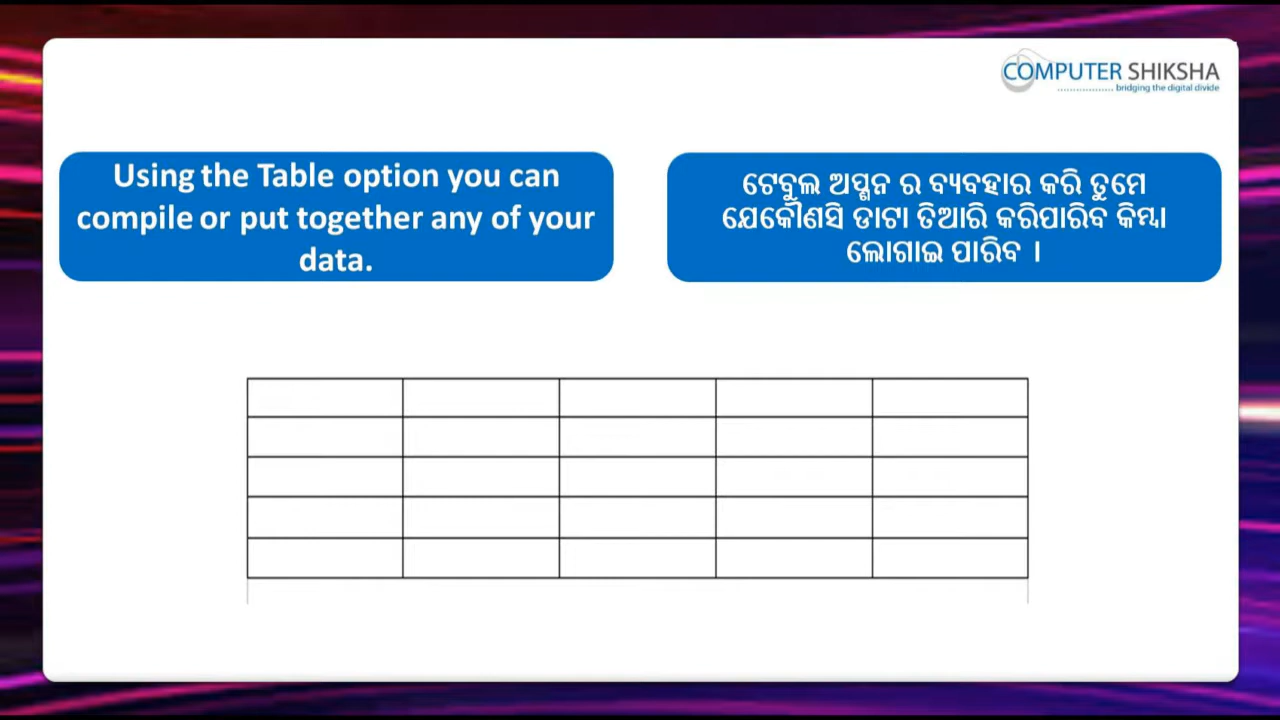 COMPUTER SHIKSHA
bridging the digital divide
Using the Table option you can
compile or put together any of your
data.
ଟେବୁଲ ଅପ୍ସନ ର ବ୍ୟବହାର କରି ତୁମେ
ଯେକୌଣସି ଡାଟା ତିଆରି କରିପାରିବ କିମ୍ଵା
ଲୋଗାଇ ପାରିବ ।